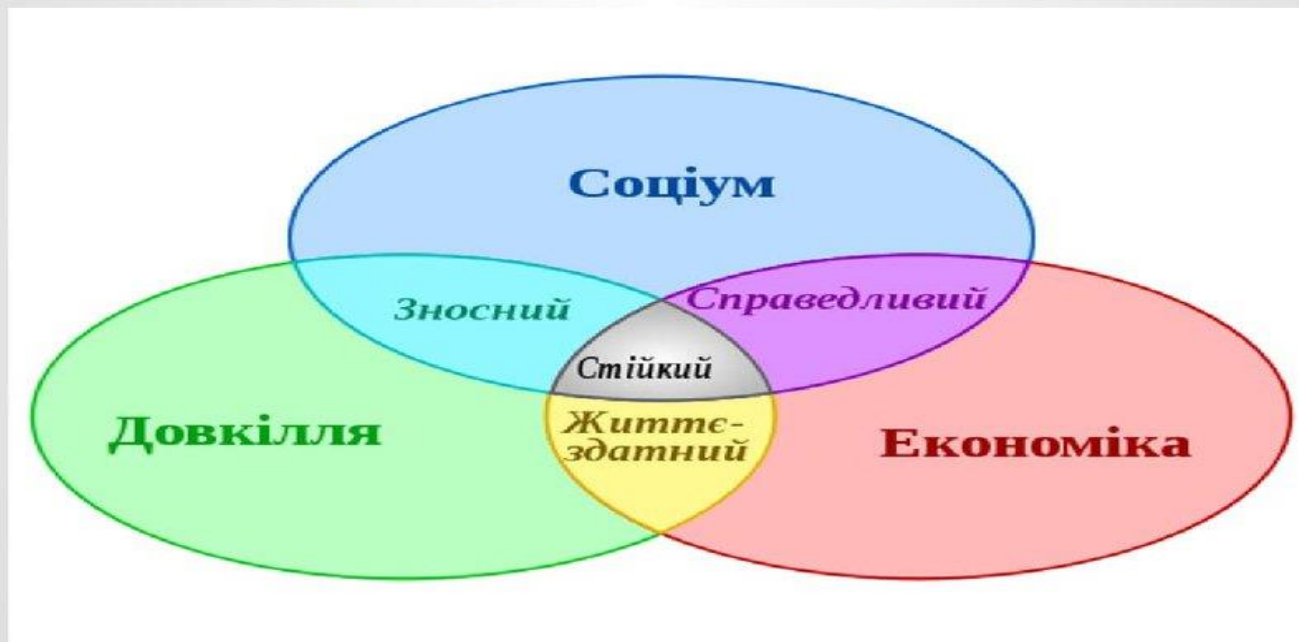 Соціум
Зносний
Справедливий
Стійкий
Довкілля
Життє-
здатний
Економіка